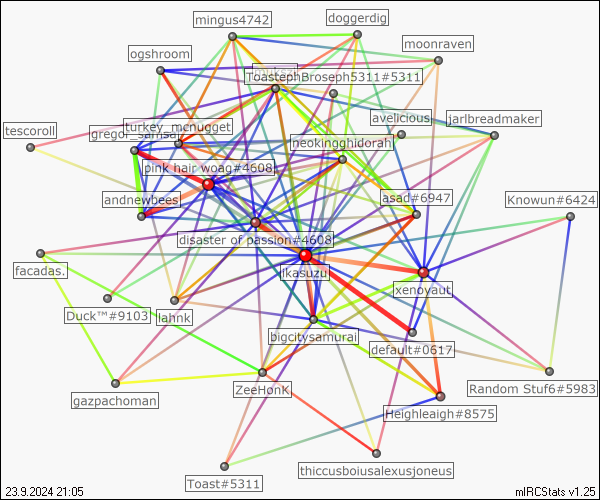 mingus4742
doggerdig
moonraven
ogshroom
ToastephBroseph5311#5311
avelicious
jarlbreadmaker
tescoroll
gregor_samsa
turkey_mcnugget
neokingghidorah
pink hair woag#4608
andnewbees
asad#6947
Knowun#6424
disaster of passion#4608
facadas.
ikasuzu
xenoyaut
Duck™#9103
lahnk
bigcitysamurai
default#0617
gazpachoman
ZeeHonK
Random Stuf6#5983
Heighleaigh#8575
Toast#5311
thiccusboiusalexusjoneus
23.9.2024 21:05
mIRCStats v1.25